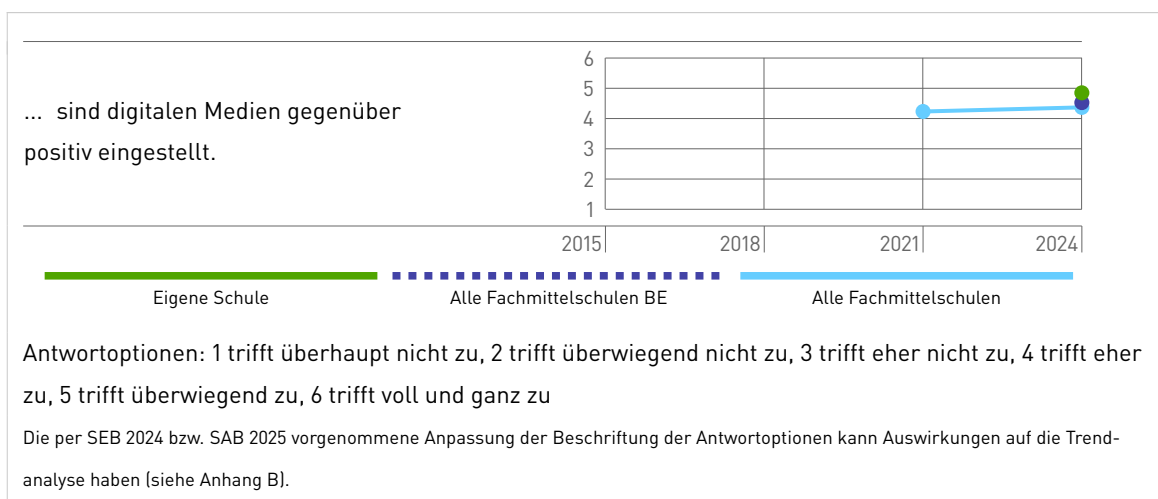 ... sind digitalen Medien gegenüber
positiv eingestellt.
6
5
4
3
2
1
2015 2018 2021 2024
Eigene Schule Alle Fachmittelschulen BE Alle Fachmittelschulen
Antwortoptionen: 1 trifft überhaupt nicht zu, 2 trifft überwiegend nicht zu, 3 trifft eher nicht zu, 4 trifft eher
zu, 5 trifft überwiegend zu, 6 trifft voll und ganz zu
Die per SEB 2024 bzw. SAB 2025 vorgenommene Anpassung der Beschriftung der Antwortoptionen kann Auswirkungen auf die Trend-
analyse haben (siehe Anhang B).